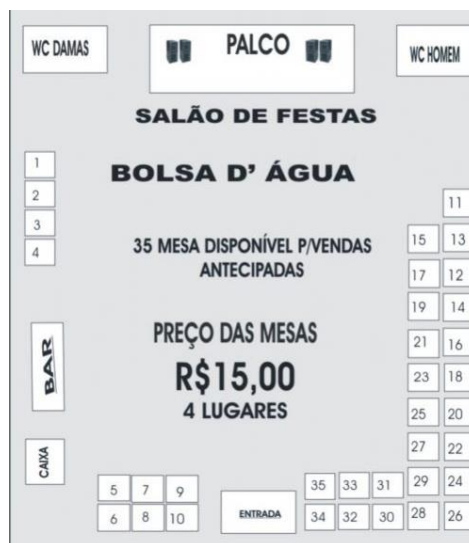 WC DAMAS
PALCO
WC HOMEM
SALÃO DE FESTAS
BOLSA D' ÁGUA
35 MESA DISPONÍVEL P/VENDAS
ANTECIPADAS
PREÇO DAS MESAS
R$15,00
4 LUGARES
1
2
3
4
BAR
CAIXA
5 7 9
6 8 10
ENTRADA
11
15 13
17 12
19 14
21 16
23 18
25 20
27 22
35 33 31 29 24
34 32 30 28 26